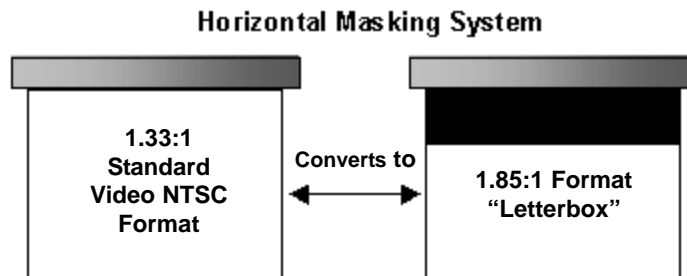 Horizontal Masking System
1.33:1
Standard
Video NTSC
Format
Converts to
1.85:1 Format
“Letterbox”